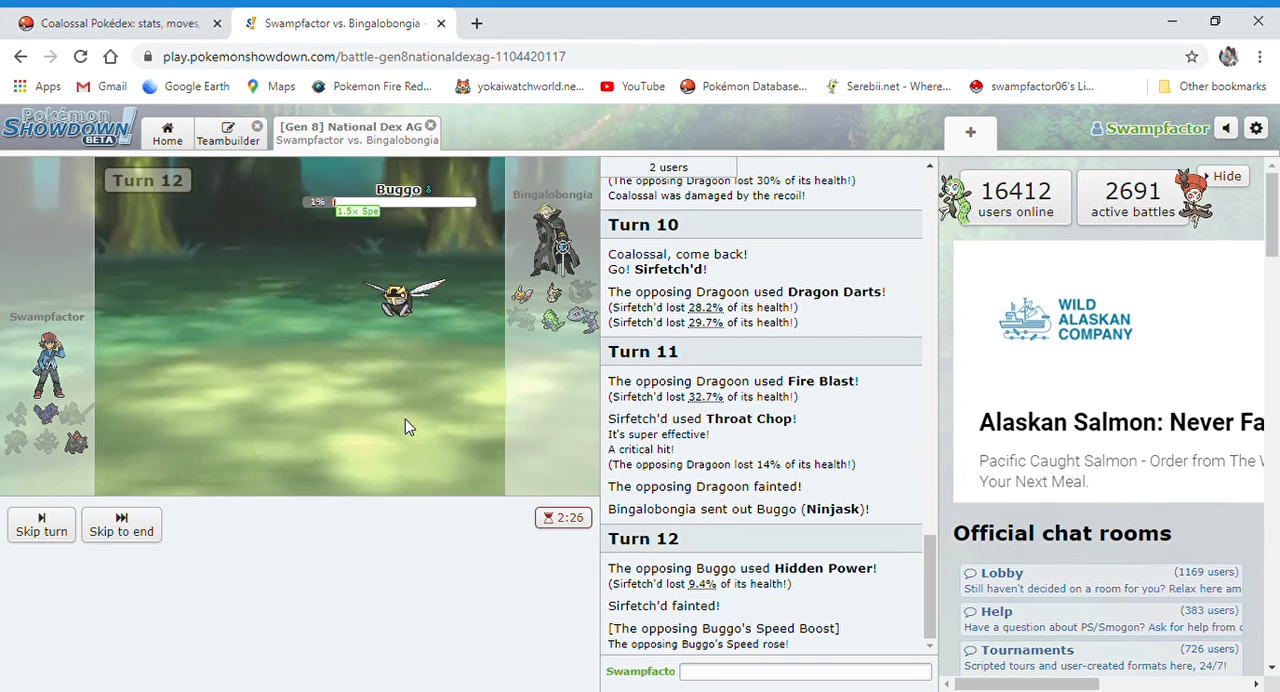 Coalossal Pokédex: stats, moves,
Swampfactor vs. Bingalobongia -
play.pokemonshowdown.com/battle-gen8nationaldexag-1104420117
Apps
Gmail
Google Earth
Maps
Pokemon Fire Red...
yokaiwatchworld.ne...
YouTube
Pokémon Database...
Serebii.net - Where...
swampfactor06's Li...
Other bookmarks
Pokémon
SHOWDOWN!
BETA
Home
Teambuilder
[Gen 8] National Dex AG
Swampfactor vs. Bingalobongia
Swampfactor
Turn 12
Buggo
1%
1.5x Spe
Bingalobongia
Swampfactor
Skip turn
Skip to end
2:26
2 users
(The opposing Dragoon lost 30% of its health!)
Coalossal was damaged by the recoil!
Turn 10
Coalossal, come back!
Go! Sirfetch'd!
The opposing Dragoon used Dragon Darts!
(Sirfetch'd lost 28.2% of its health!)
(Sirfetch'd lost 29.7% of its health!)
Turn 11
The opposing Dragoon used Fire Blast!
(Sirfetch'd lost 32.7% of its health!)
Sirfetch'd used Throat Chop!
It's super effective!
A critical hit!
(The opposing Dragoon lost 14% of its health!)
The opposing Dragoon fainted!
Bingalobongia sent out Buggo (Ninjask)!
Turn 12
The opposing Buggo used Hidden Power!
(Sirfetch'd lost 9.4% of its health!)
Sirfetch'd fainted!
[The opposing Buggo's Speed Boost]
The opposing Buggo's Speed rose!
Swampfacto
16412
users online
2691
active battles
Hide
WILD
ALASKAN
COMPANY
Alaskan Salmon: Never Fa
Pacific Caught Salmon - Order from The W
Your Next Meal.
Official chat rooms
Lobby
(1169 users)
Still haven't decided on a room for you? Relax here am
Help
(383 users)
Have a question about PS/Smogon? Ask for help from c
Tournaments
(726 users)
Scripted tours and user-created formats here, 24/7!